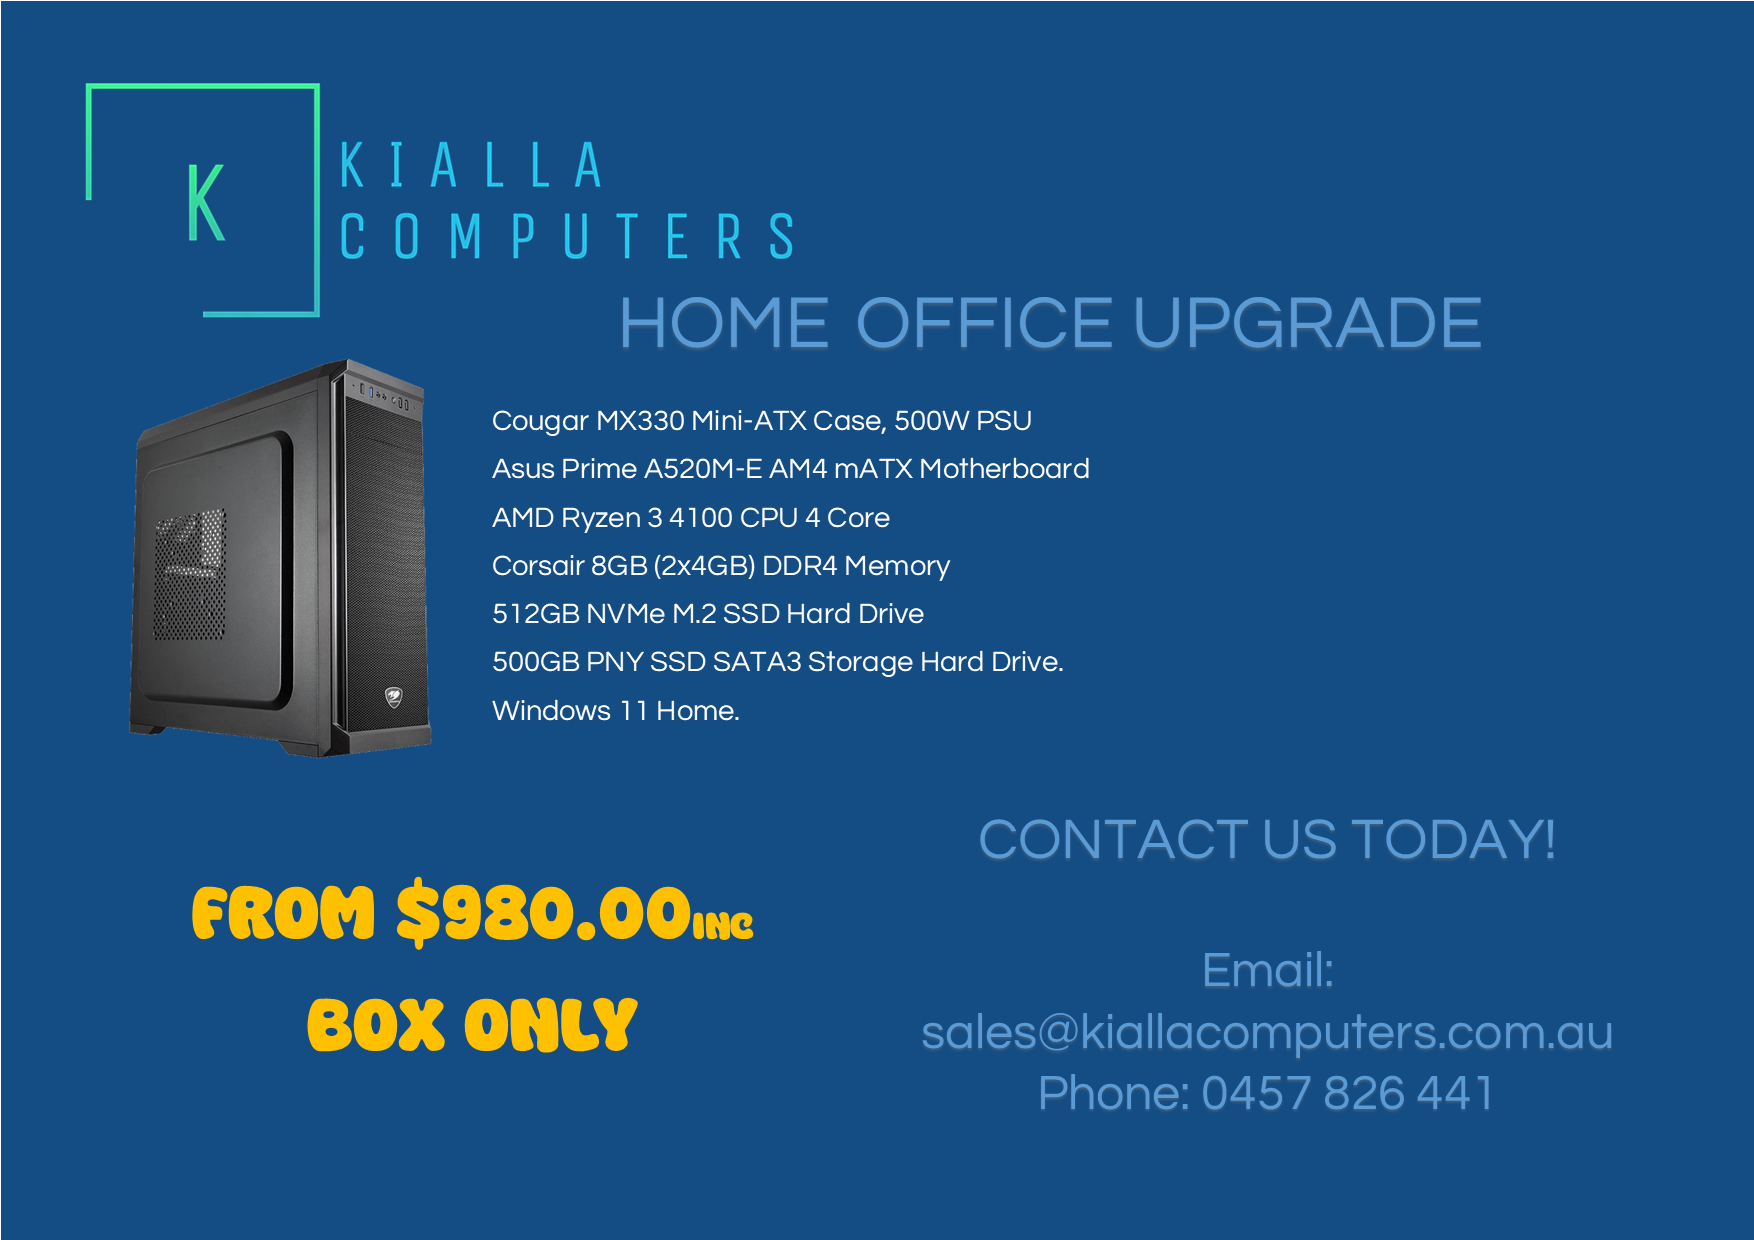 K
KIALLA
COMPUTERS
HOME OFFICE UPGRADE
Cougar MX330 Mini-ATX Case, 500W PSU
Asus Prime A520M-E AM4 mATX Motherboard
AMD Ryzen 3 4100 CPU 4 Core
Corsair 8GB (2x4GB) DDR4 Memory
512GB NVMe M.2 SSD Hard Drive
500GB PNY SSD SATA3 Storage Hard Drive.
Windows 11 Home.
FROM $980.00INC
BOX ONLY
CONTACT US TODAY!
Email:
sales@kiallacomputers.com.au
Phone: 0457 826 441